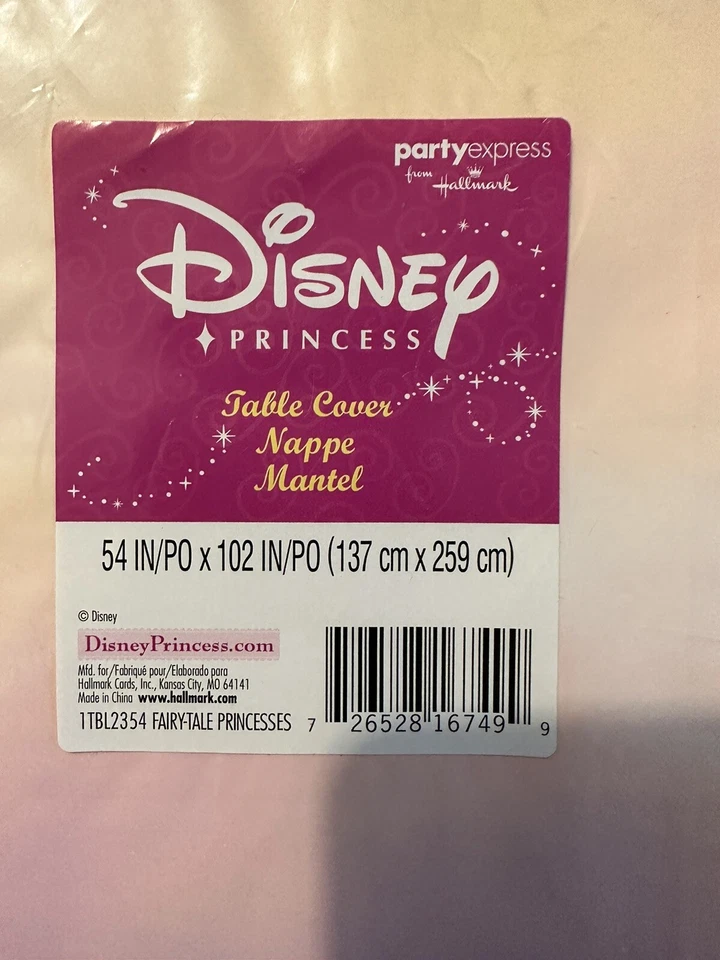 partyexpress
from Hallmark
Disney
PRINCESS
Table Cover
Nappe
Mantel
54 IN/PO x 102 IN/PO (137 cm x 259 cm)
© Disney
DisneyPrincess.com
Mfd. for/Fabriqué pour/Elaborado para
Hallmark Cards, Inc., Kansas City, MO 64141
Made in China www.hallmark.com
1TBL2354 FAIRY-TALE PRINCESSES
7 26528 16749 9